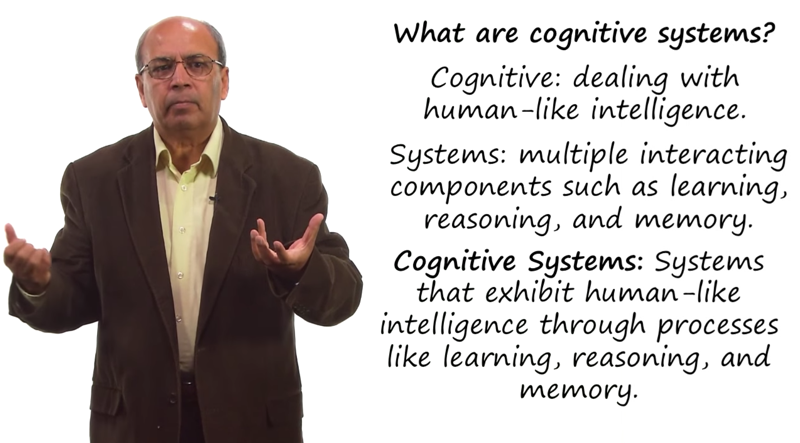 What are cognitive systems?
Cognitive: dealing with
human-like intelligence.
Systems: multiple interacting
components such as learning,
reasoning, and memory.
Cognitive Systems: Systems
that exhibit human-like
intelligence through processes
like learning, reasoning, and
memory.